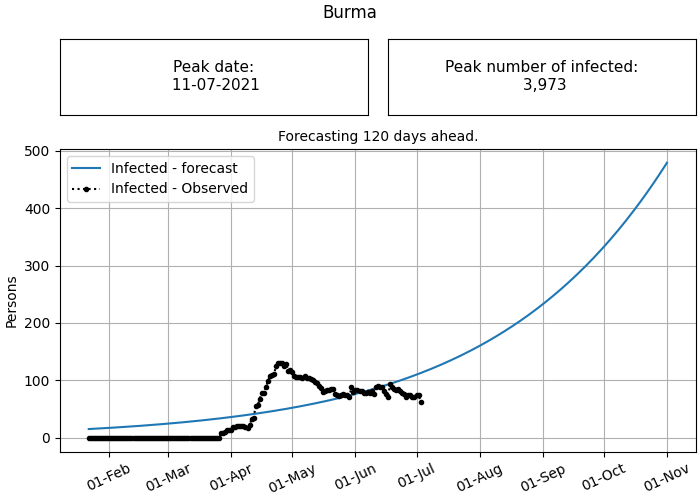 Burma
Peak date:
11-07-2021
Peak number of infected:
3,973
Forecasting 120 days ahead.
Infected - forecast
Infected - Observed
Persons
500
400
300
200
100
0
01-Feb
01-Mar
01-Apr
01-May
01-Jun
01-Jul
01-Aug
01-Sep
01-Oct
01-Nov